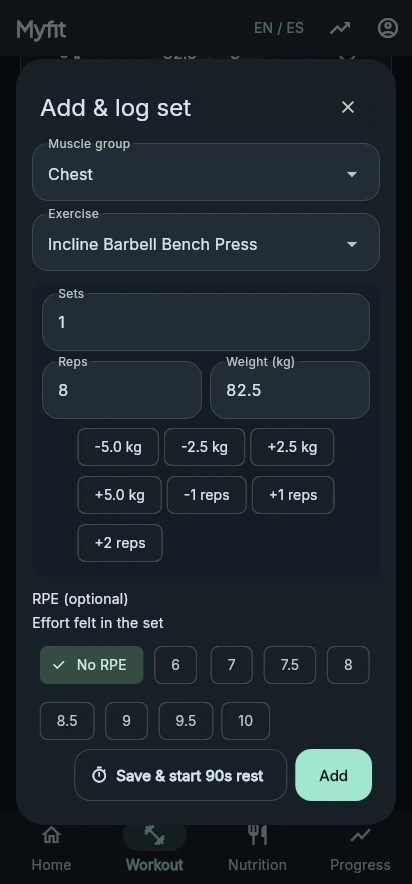 Myfit
EN / ES
Add & log set
Muscle group
Chest
Exercise
Incline Barbell Bench Press
Sets
1
Reps
8
Weight (kg)
82.5
-5.0 kg
-2.5 kg
+2.5 kg
+5.0 kg
-1 reps
+1 reps
+2 reps
RPE (optional)
Effort felt in the set
No RPE
6
7
7.5
8
8.5
9
9.5
10
Save & start 90s rest
Add
Home
Workout
Nutrition
Progress